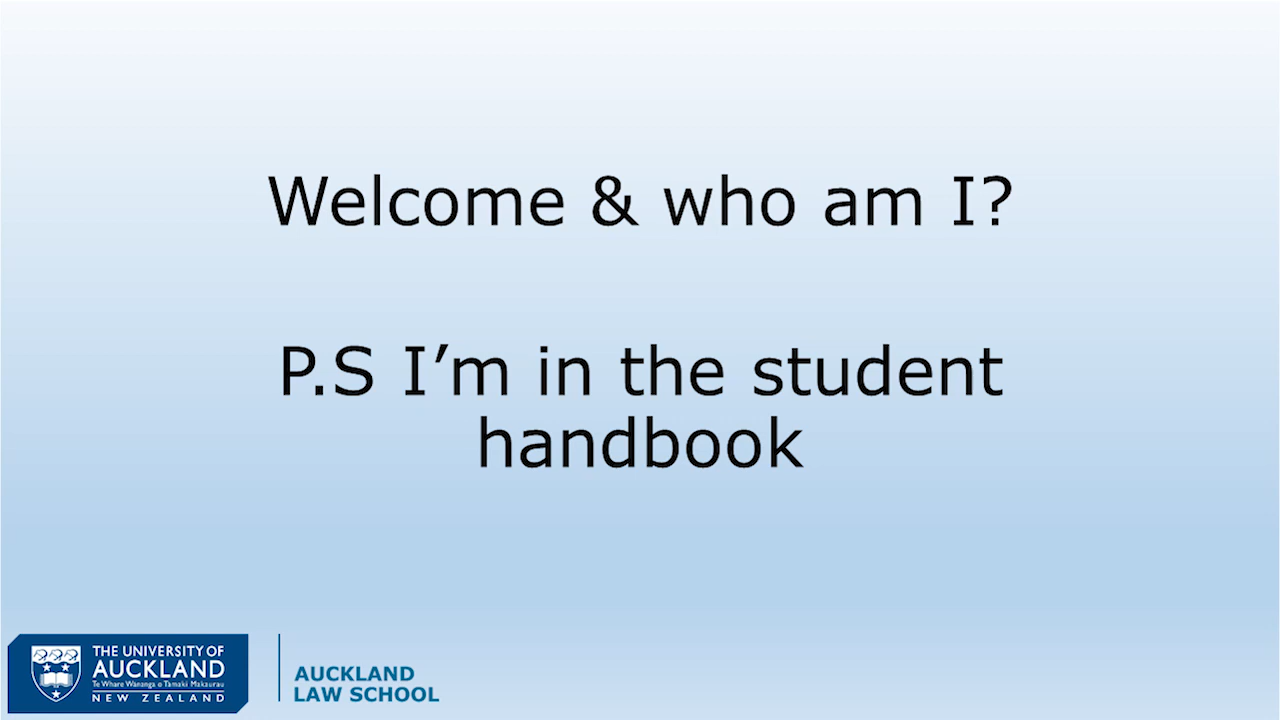 Welcome & who am I?
P.S I’m in the student
handbook
THE UNIVERSITY OF
AUCKLAND
Te Whare Wānanga o Tāmaki Makaurau
NEW ZEALAND
AUCKLAND
LAW SCHOOL